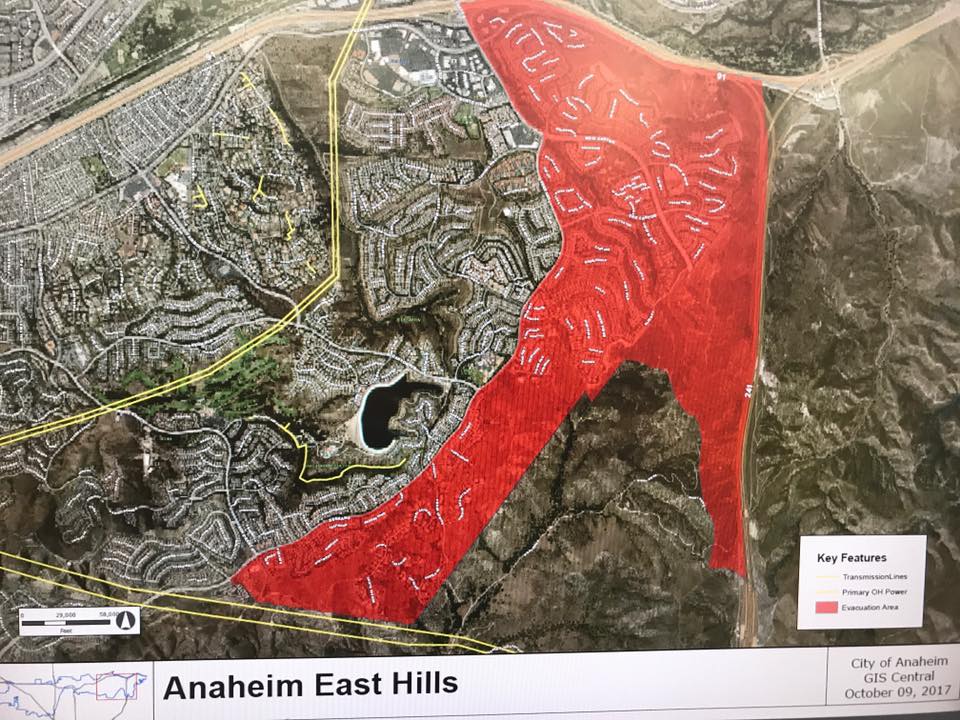 91
241
Key Features
TransmissionLines
Primary OH Power
Evacuation Area
0 29,000 58,000
Feet
Anaheim East Hills
City of Anaheim
GIS Central
October 09, 2017